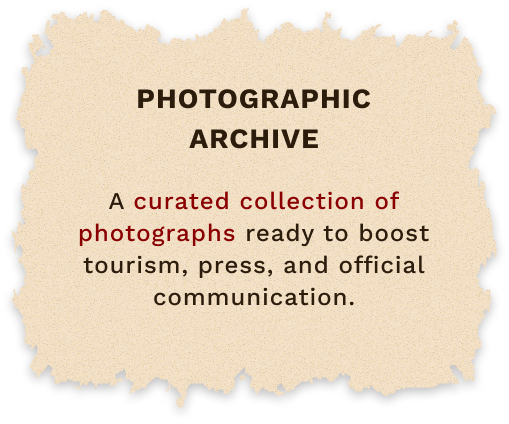 PHOTOGRAPHIC
ARCHIVE
A curated collection of
photographs ready to boost
tourism, press, and official
communication.